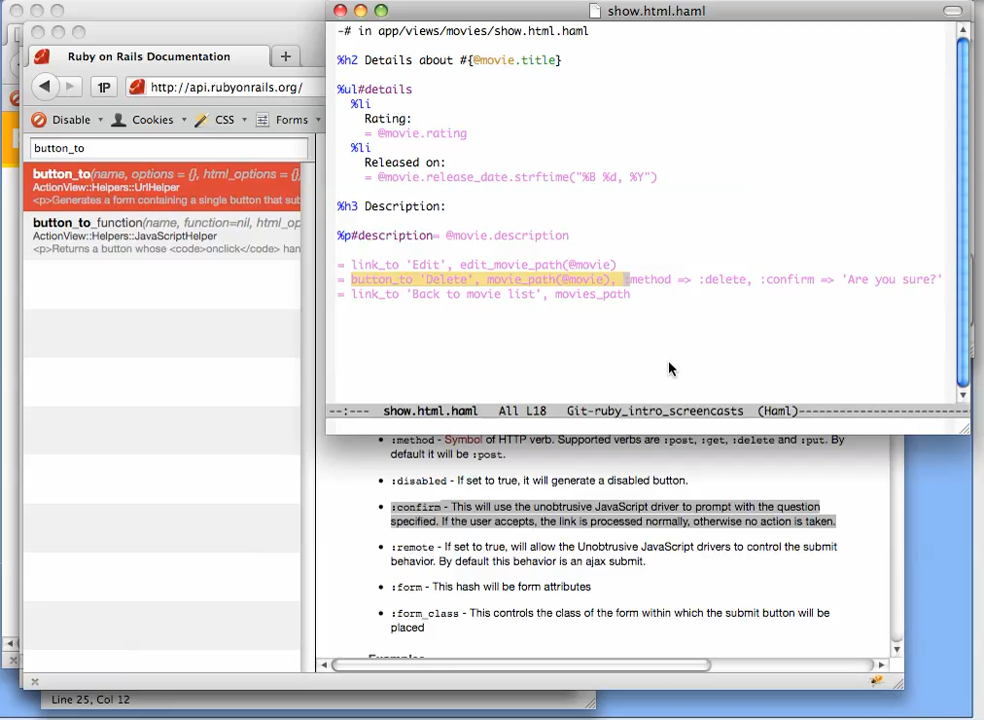 show.html.haml
-# in app/views/movies/show.html.haml
%h2 Details about #{@movie.title}
%ul#details
%li
Rating:
= @movie.rating
%li
Released on:
= @movie.release_date.strftime("%B %d, %Y")
%h3 Description:
%p#description= @movie.description
= link_to 'Edit', edit_movie_path(@movie)
= button_to 'Delete', movie_path(@movie), :method => :delete, :confirm => 'Are you sure?'
= link_to 'Back to movie list', movies_path
--:--- show.html.haml All L18 Git-ruby_intro_screencasts (Haml)
Ruby on Rails Documentation
+
1P
http://api.rubyonrails.org/
Disable Cookies CSS Forms
button_to
button_to(name, options = {}, html_options = {},
ActionView::Helpers::UrlHelper
<p>Generates a form containing a single button that sub
button_to_function(name, function=nil, html_op
ActionView::Helpers::JavaScriptHelper
<p>Returns a button whose <code>onclick</code> han
• :method - Symbol of HTTP verb. Supported verbs are :post, :get, :delete and :put. By
default it will be :post.
• :disabled - If set to true, it will generate a disabled button.
• :confirm - This will use the unobtrusive JavaScript driver to prompt with the question
specified. If the user accepts, the link is processed normally, otherwise no action is taken.
• :remote - If set to true, will allow the Unobtrusive JavaScript drivers to control the submit
behavior. By default this behavior is an ajax submit.
• :form - This hash will be form attributes
• :form_class - This controls the class of the form within which the submit button will be
placed
Examples
Line 25, Col 12